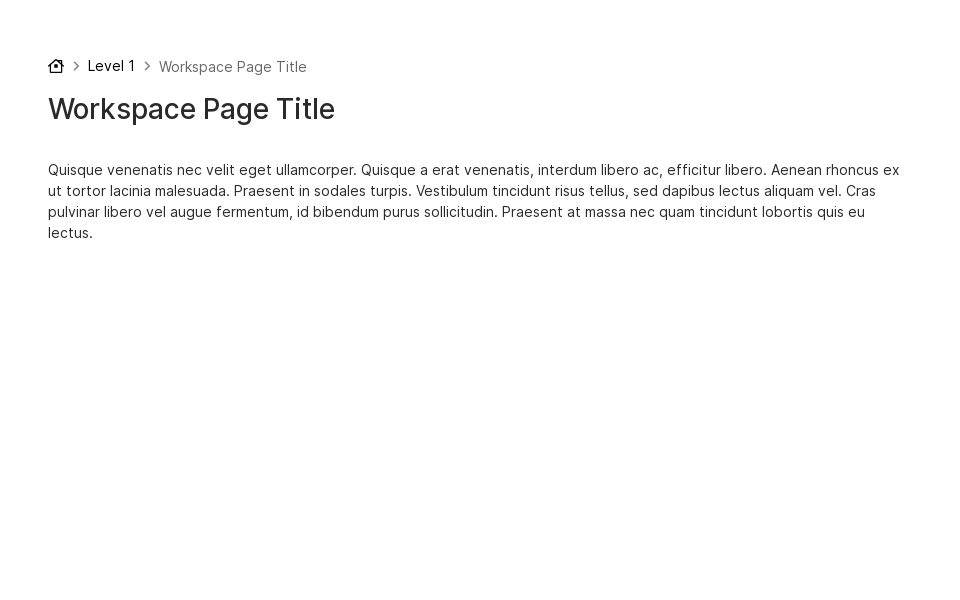 Level 1 Workspace Page Title
Workspace Page Title
Quisque venenatis nec velit eget ullamcorper. Quisque a erat venenatis, interdum libero ac, efficitur libero. Aenean rhoncus ex
ut tortor lacinia malesuada. Praesent in sodales turpis. Vestibulum tincidunt risus tellus, sed dapibus lectus aliquam vel. Cras
pulvinar libero vel augue fermentum, id bibendum purus sollicitudin. Praesent at massa nec quam tincidunt lobortis quis eu
lectus.